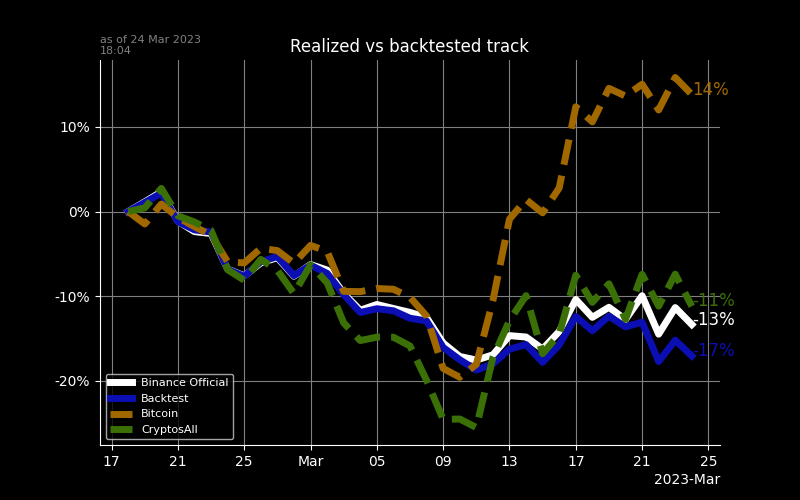 as of 24 Mar 2023
18:04
Realized vs backtested track
10%
0%
-10%
-20%
14%
-11%
-13%
-17%
Binance Official
Backtest
Bitcoin
CryptosAll
17 21 25 Mar 05 09 13 17 21 25
2023-Mar